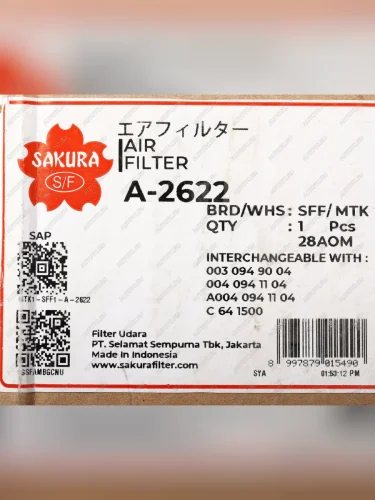 エアフィルター
AIR
FILTER
SAKURA
S/F
A-2622
BRD/WHS : SFF/ MTK
QTY : 1 Pcs
28AOM
SAP
INTERCHANGEABLE WITH :
003 094 90 04
004 094 11 04
A004 094 11 04
C 64 1500
MTK1-SFF1-A-2622
Filter Udara
PT. Selamat Sempurna Tbk, Jakarta
Made In Indonesia
www.sakurafilter.com
8 997879 015490
SYA 01:53:12 PM